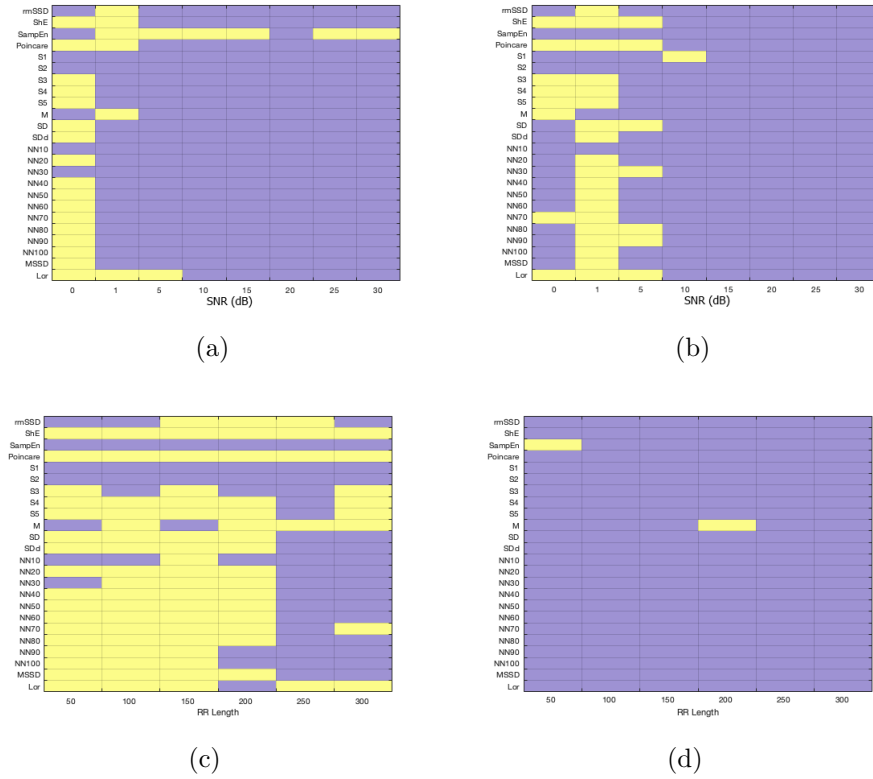 rmSSD
ShE
SampEn
Poincare
S1
S2
S3
S4
S5
M
SD
SDd
NN10
NN20
NN30
NN40
NN50
NN60
NN70
NN80
NN90
NN100
MSSD
Lor
0 1 5 10 15 20 25 30
SNR (dB)
(a)
rmSSD
ShE
SampEn
Poincare
S1
S2
S3
S4
S5
M
SD
SDd
NN10
NN20
NN30
NN40
NN50
NN60
NN70
NN80
NN90
NN100
MSSD
Lor
0 1 5 10 15 20 25 30
SNR (dB)
(b)
rmSSD
ShE
SampEn
Poincare
S1
S2
S3
S4
S5
M
SD
SDd
NN10
NN20
NN30
NN40
NN50
NN60
NN70
NN80
NN90
NN100
MSSD
Lor
50 100 150 200 250 300
RR Length
(c)
rmSSD
ShE
SampEn
Poincare
S1
S2
S3
S4
S5
M
SD
SDd
NN10
NN20
NN30
NN40
NN50
NN60
NN70
NN80
NN90
NN100
MSSD
Lor
50 100 150 200 250 300
RR Length
(d)